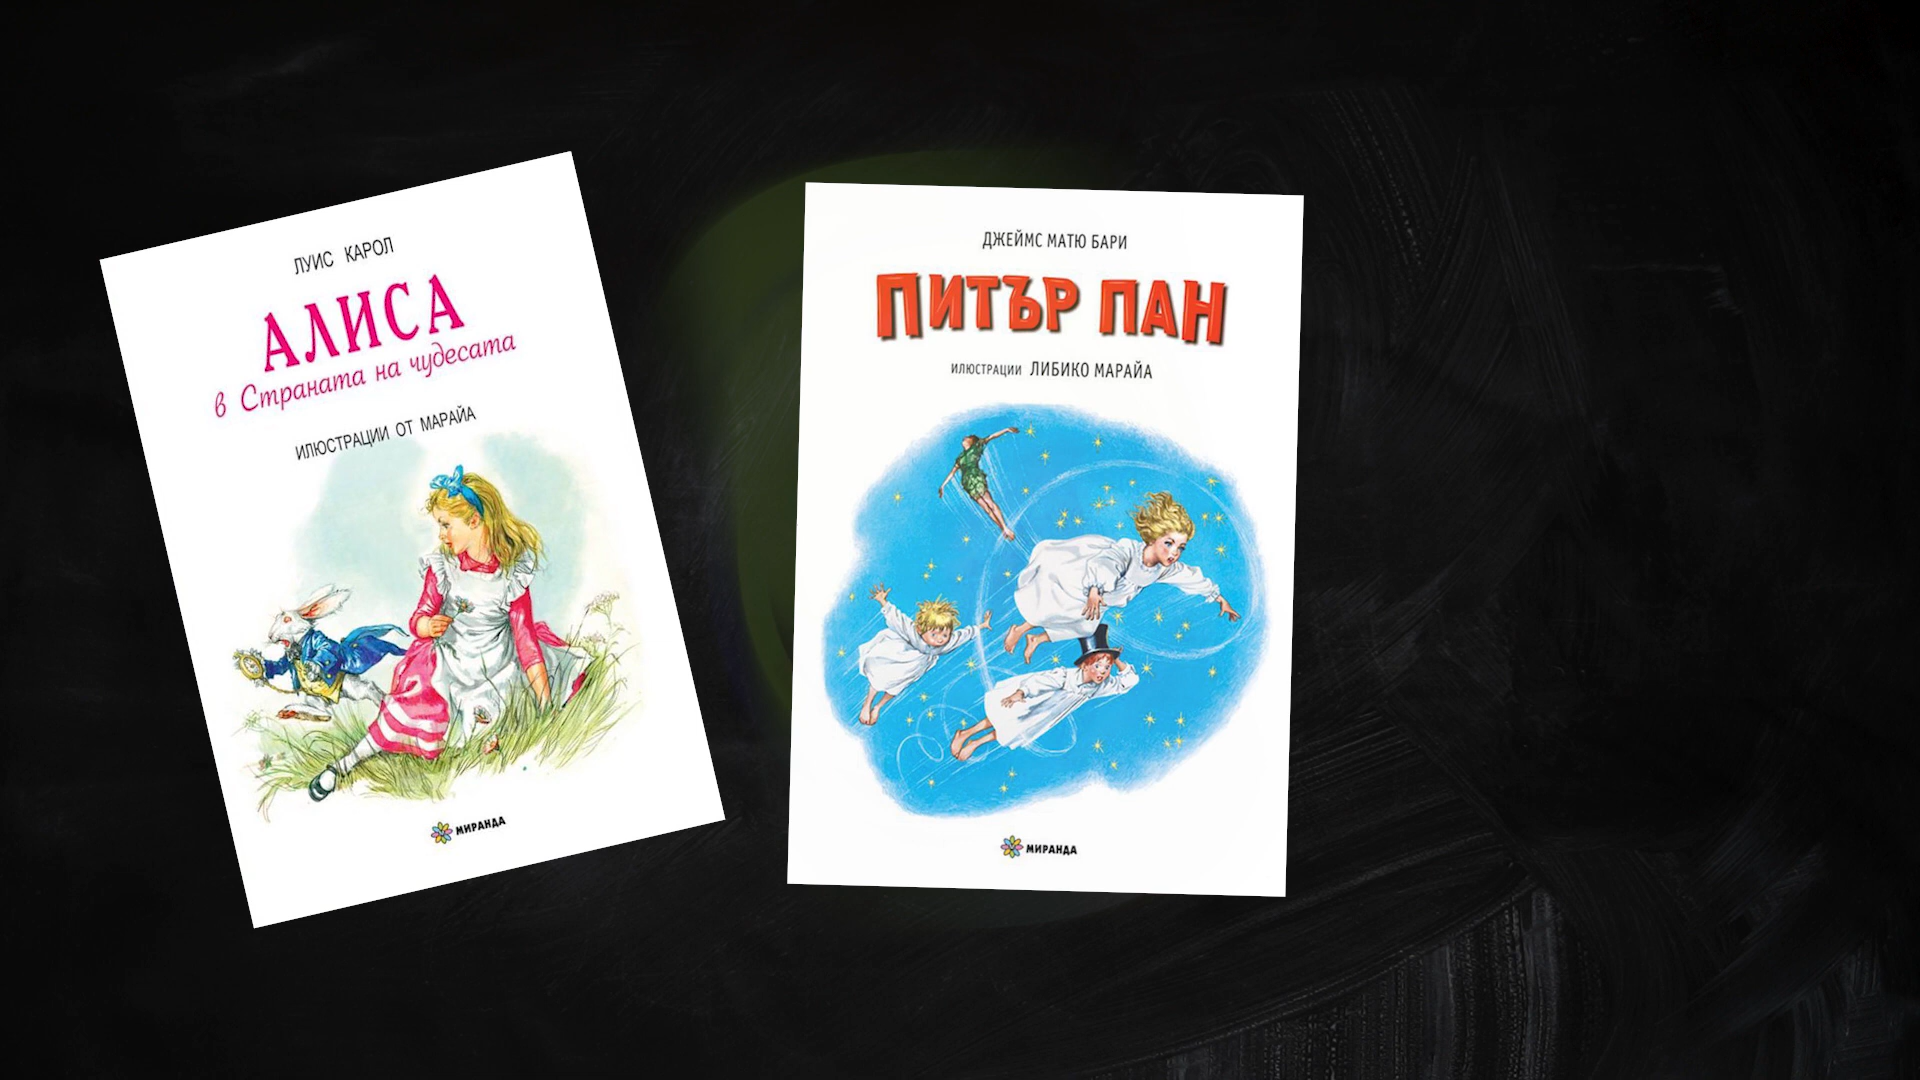 ЛУИС КАРОЛ
АЛИСА
в Страната на чудесата
ИЛЮСТРАЦИИ ОТ МАРАЙА
МИРАНДА
ДЖЕЙМС МАТЮ БАРИ
ПИТЪР ПАН
ИЛЮСТРАЦИИ ЛИБИКО МАРАЙА
МИРАНДА